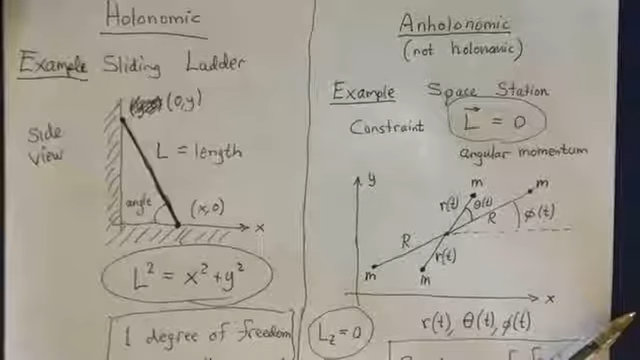 Holonomic
Example Sliding Ladder
(0,y)
Side
view
L = length
angle
(x,0)
x
L² = x² + y²
1 degree of freedom
Anholonomic
(not holonomic)
Example Space Station
Constraint L⃗ = 0
angular momentum
y
m
m
r(t)
θ(t)
R
ϕ(t)
R
r(t)
m
m
x
L_z = 0
r(t), θ(t), ϕ(t)